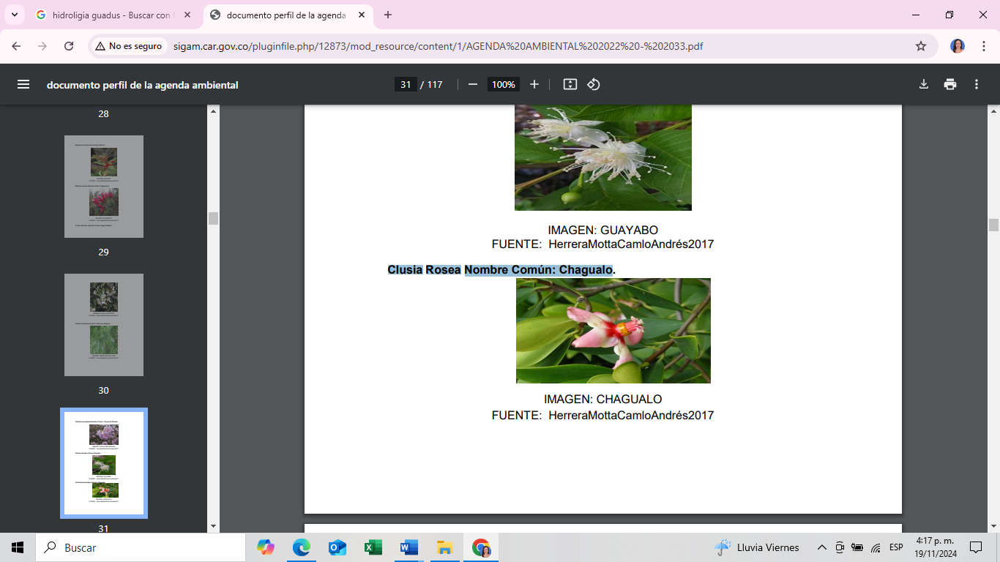 hidroligia guadus - Buscar con
documento perfil de la agenda
No es seguro
sigam.car.gov.co/pluginfile.php/12873/mod_resource/content/1/AGENDA%20AMBIENTAL%202022%20-%202033.pdf
documento perfil de la agenda ambiental
31 / 117
100%
28
29
30
31
IMAGEN: GUAYABO
FUENTE: HerreraMottaCamloAndrés2017
Clusia Rosea Nombre Común: Chagualo.
IMAGEN: CHAGUALO
FUENTE: HerreraMottaCamloAndrés2017
Buscar
Lluvia Viernes
ESP
4:17 p. m.
19/11/2024